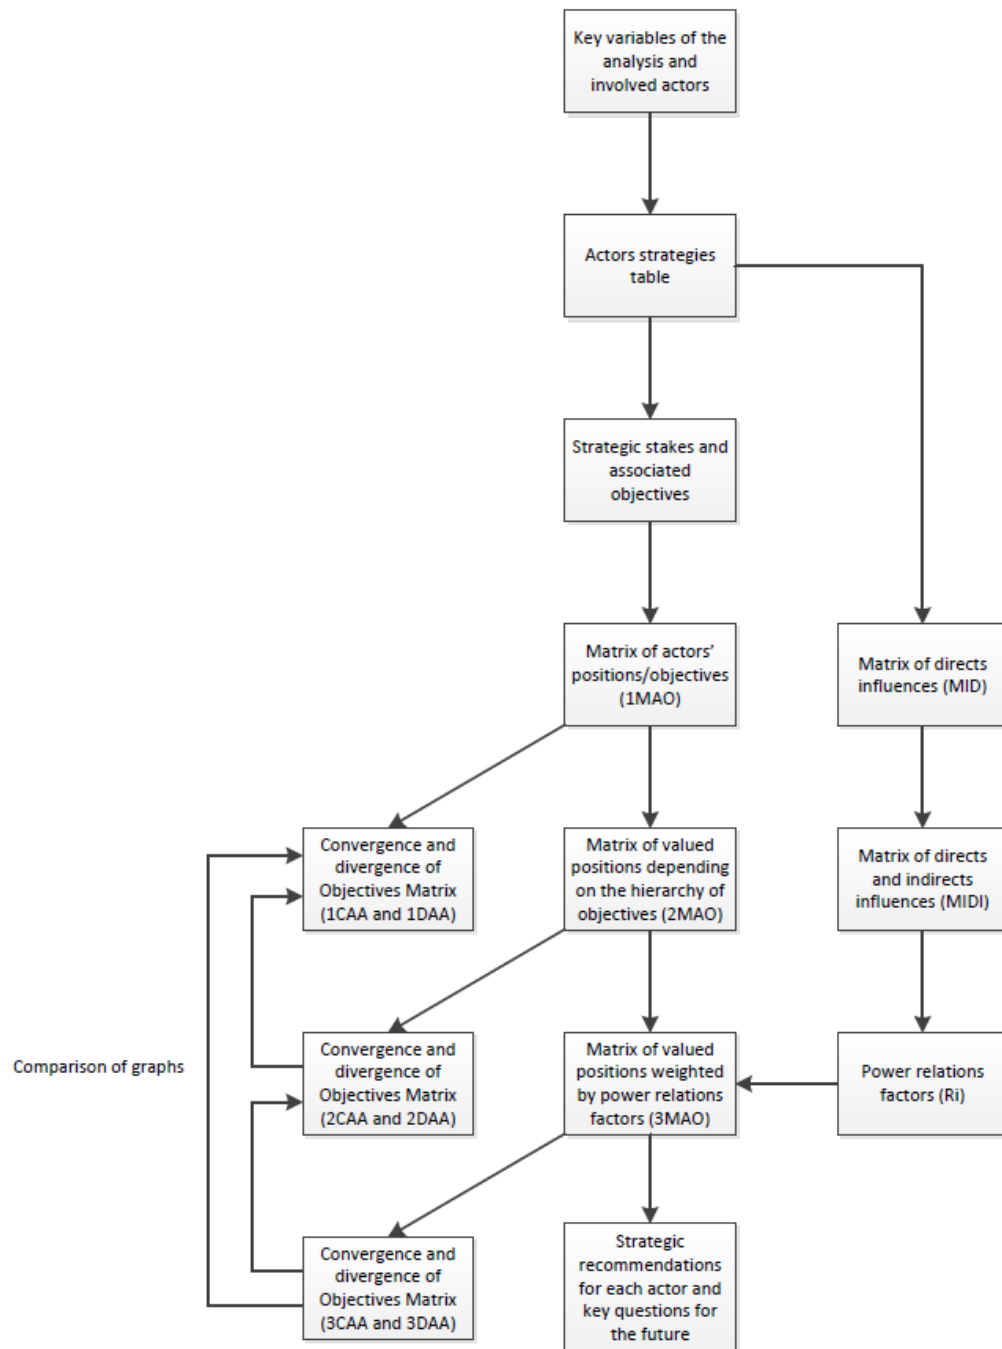 Key variables of the
analysis and
involved actors
Actors strategies
table
Strategic stakes and
associated
objectives
Matrix of actors’
positions/objectives
(1MAO)
Matrix of directs
influences (MID)
Convergence and
divergence of
Objectives Matrix
(1CAA and 1DAA)
Matrix of valued
positions depending
on the hierarchy of
objectives (2MAO)
Matrix of directs
and indirects
influences (MIDI)
Comparison of graphs
Convergence and
divergence of
Objectives Matrix
(2CAA and 2DAA)
Matrix of valued
positions weighted
by power relations
factors (3MAO)
Power relations
factors (Ri)
Convergence and
divergence of
Objectives Matrix
(3CAA and 3DAA)
Strategic
recommendations
for each actor and
key questions for
the future